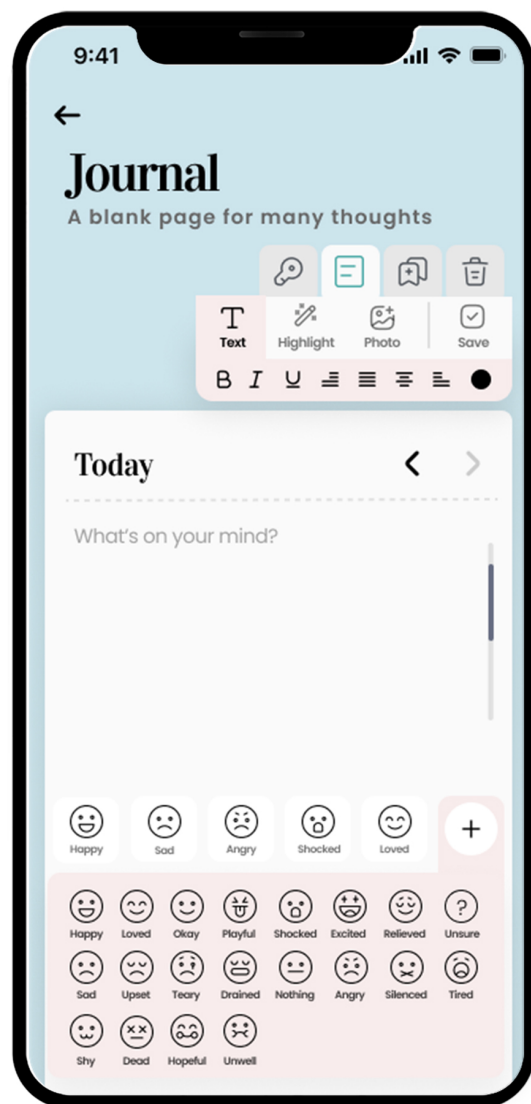 9:41
Journal
A blank page for many thoughts
Text Highlight Photo Save
B I U
Today
What's on your mind?
Happy Sad Angry Shocked Loved +
Happy Loved Okay Playful Shocked Excited Relieved Unsure
Sad Upset Teary Drained Nothing Angry Silenced Tired
Shy Dead Hopeful Unwell